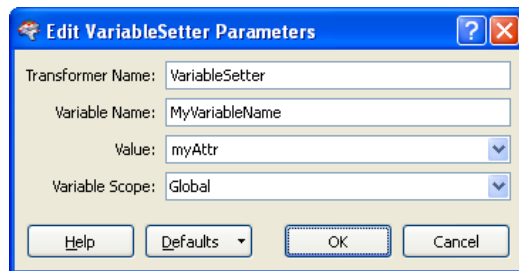 Edit VariableSetter Parameters
Transformer Name: VariableSetter
Variable Name: MyVariableName
Value: myAttr
Variable Scope: Global
Help Defaults OK Cancel